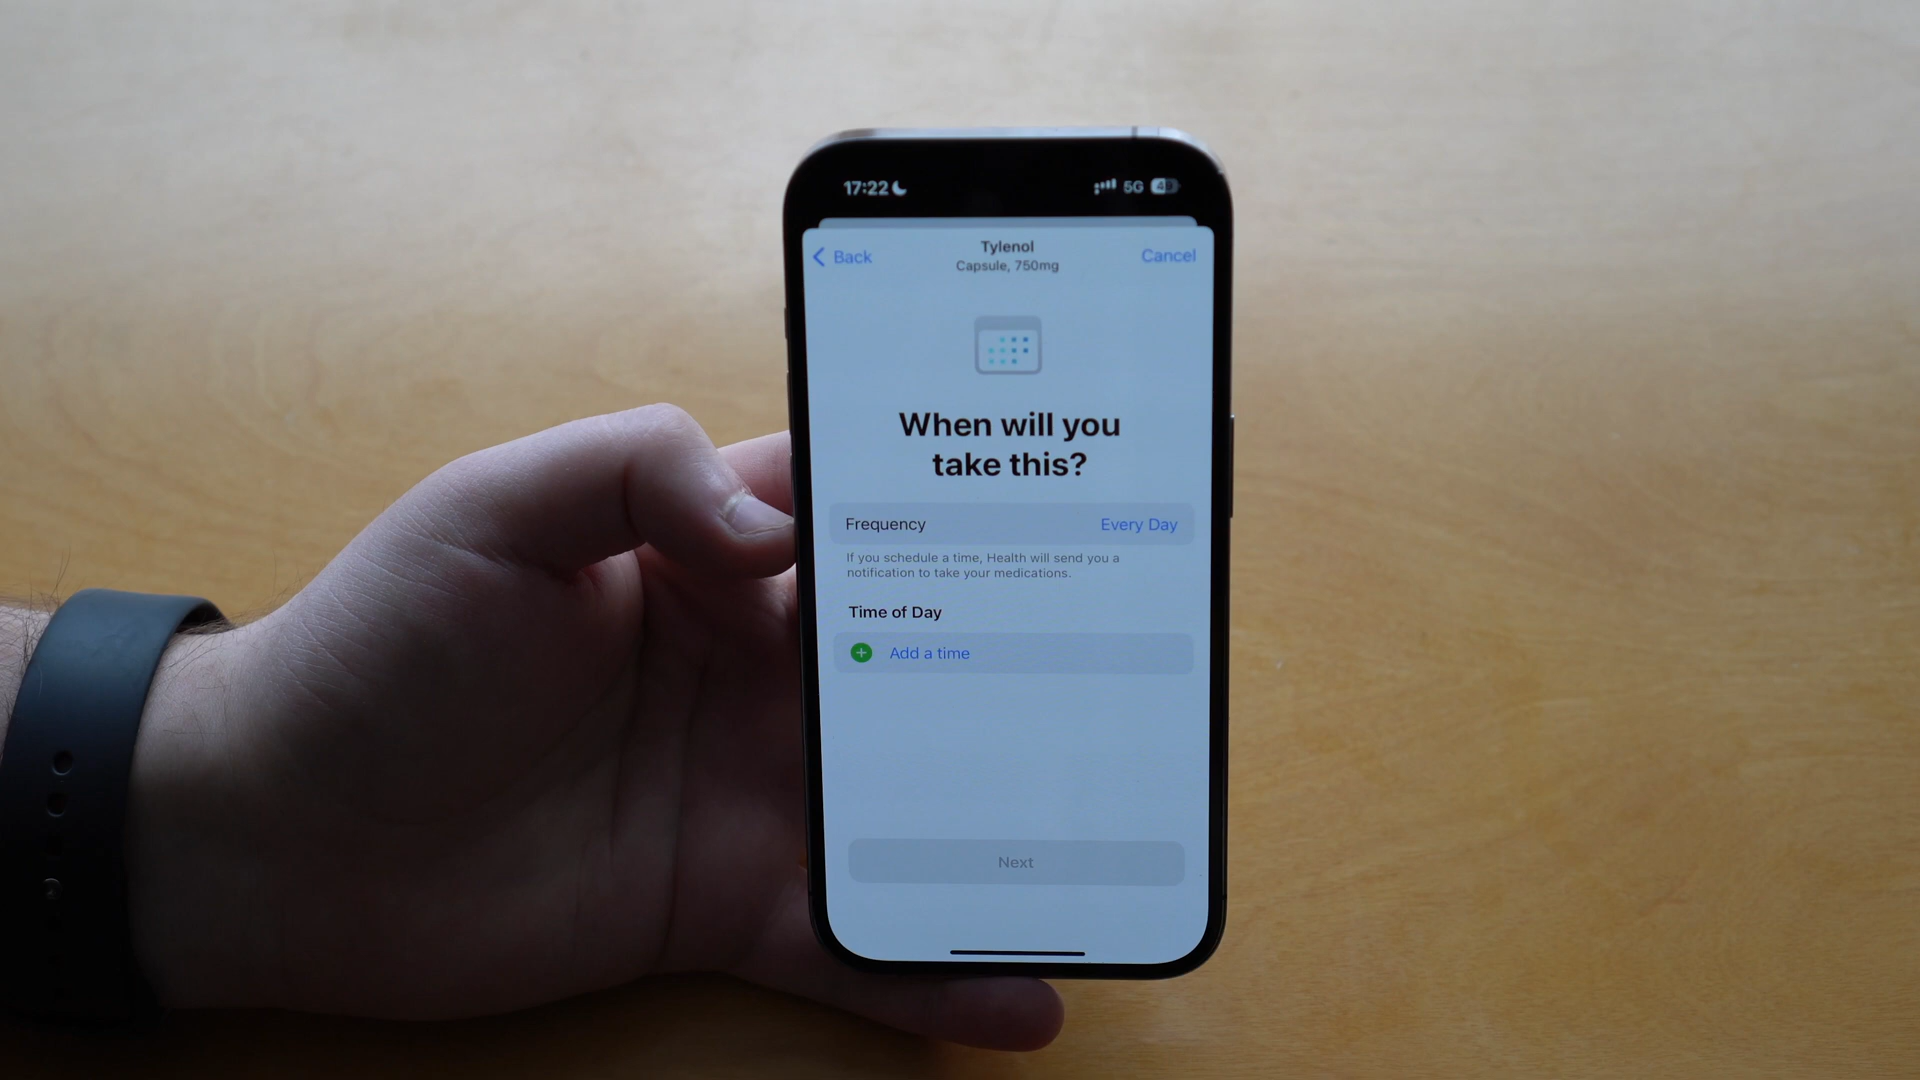 17:22
5G
Back
Tylenol
Cancel
Capsule, 750mg
When will you
take this?
Frequency
Every Day
If you schedule a time, Health will send you a
notification to take your medications.
Time of Day
Add a time
Next